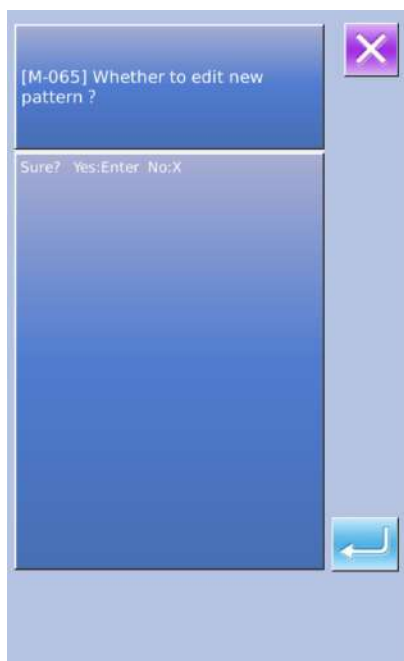 [M-065] Whether to edit new
pattern ?
Sure? Yes:Enter No:X